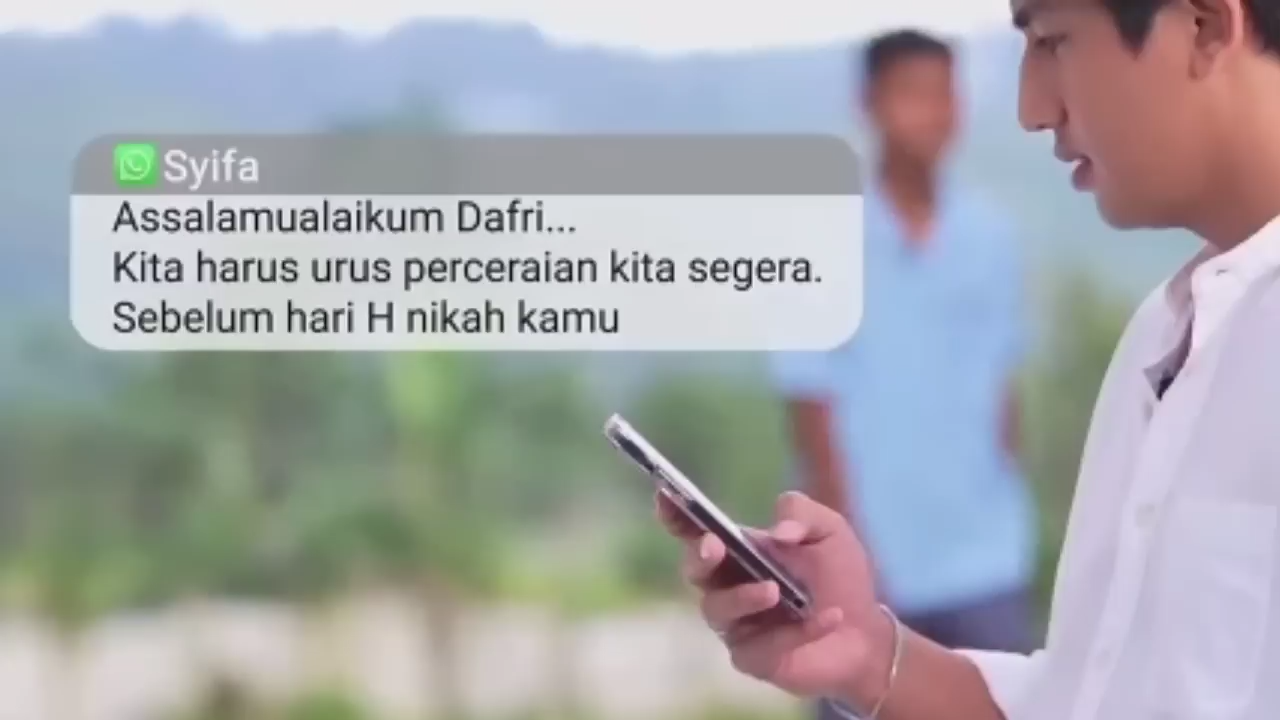 Syifa
Assalamualaikum Dafri...
Kita harus urus perceraian kita segera.
Sebelum hari H nikah kamu